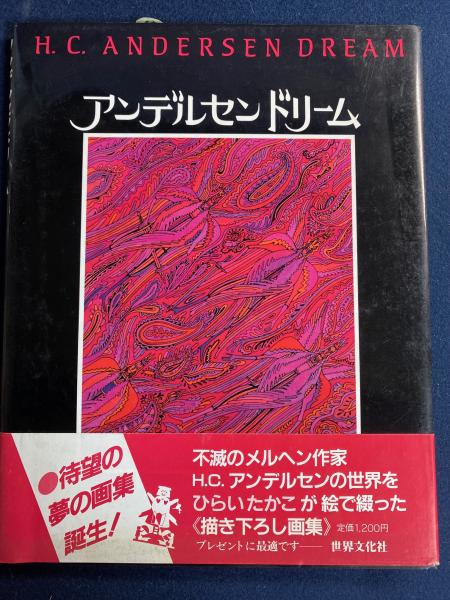 H.C. ANDERSEN DREAM
アンデルセンドリーム
●待望の
夢の画集
誕生!
不滅のメルヘン作家
H.C.アンデルセンの世界を
ひらいたかこが絵で綴った
《描き下ろし画集》定価1,200円
プレゼントに最適です── 世界文化社